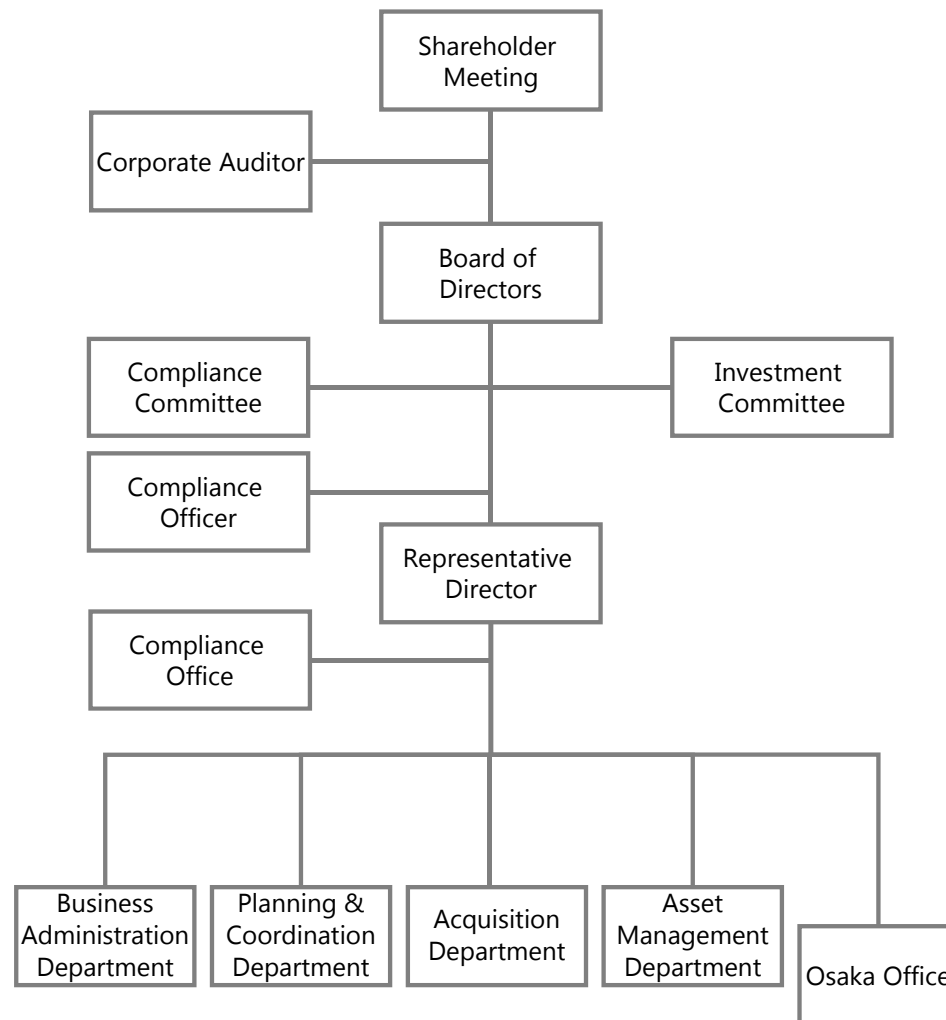 Shareholder
Meeting
Corporate Auditor
Board of
Directors
Compliance
Committee
Investment
Committee
Compliance
Officer
Representative
Director
Compliance
Office
Business
Administration
Department
Planning &
Coordination
Department
Acquisition
Department
Asset
Management
Department
Osaka Office